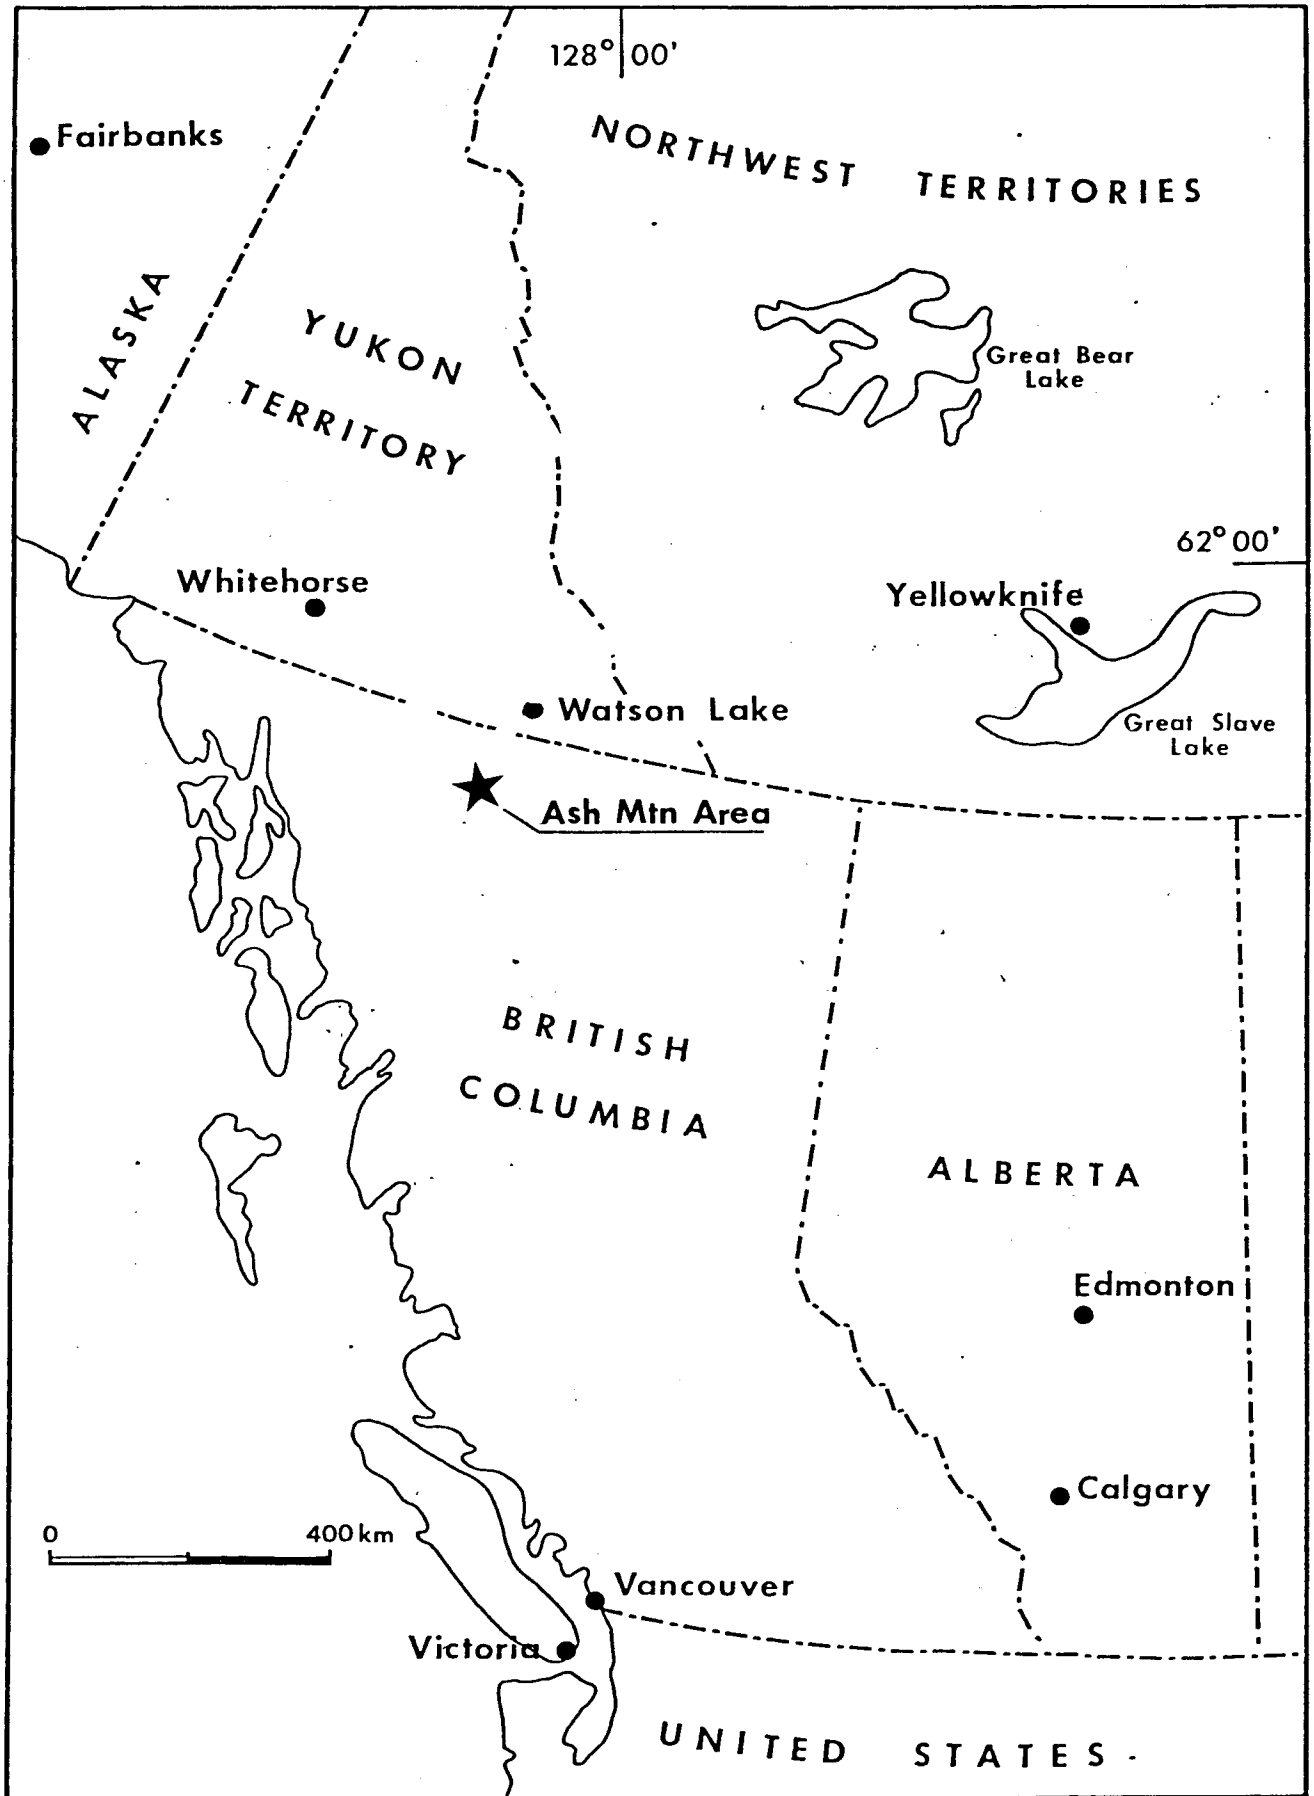 128° 00'
Fairbanks
NORTHWEST TERRITORIES
ALASKA
YUKON
TERRITORY
Great Bear
Lake
62° 00'
Whitehorse
Yellowknife
Watson Lake
Great Slave
Lake
Ash Mtn Area
BRITISH
COLUMBIA
ALBERTA
Edmonton
Calgary
0 400 km
Vancouver
Victoria
UNITED STATES